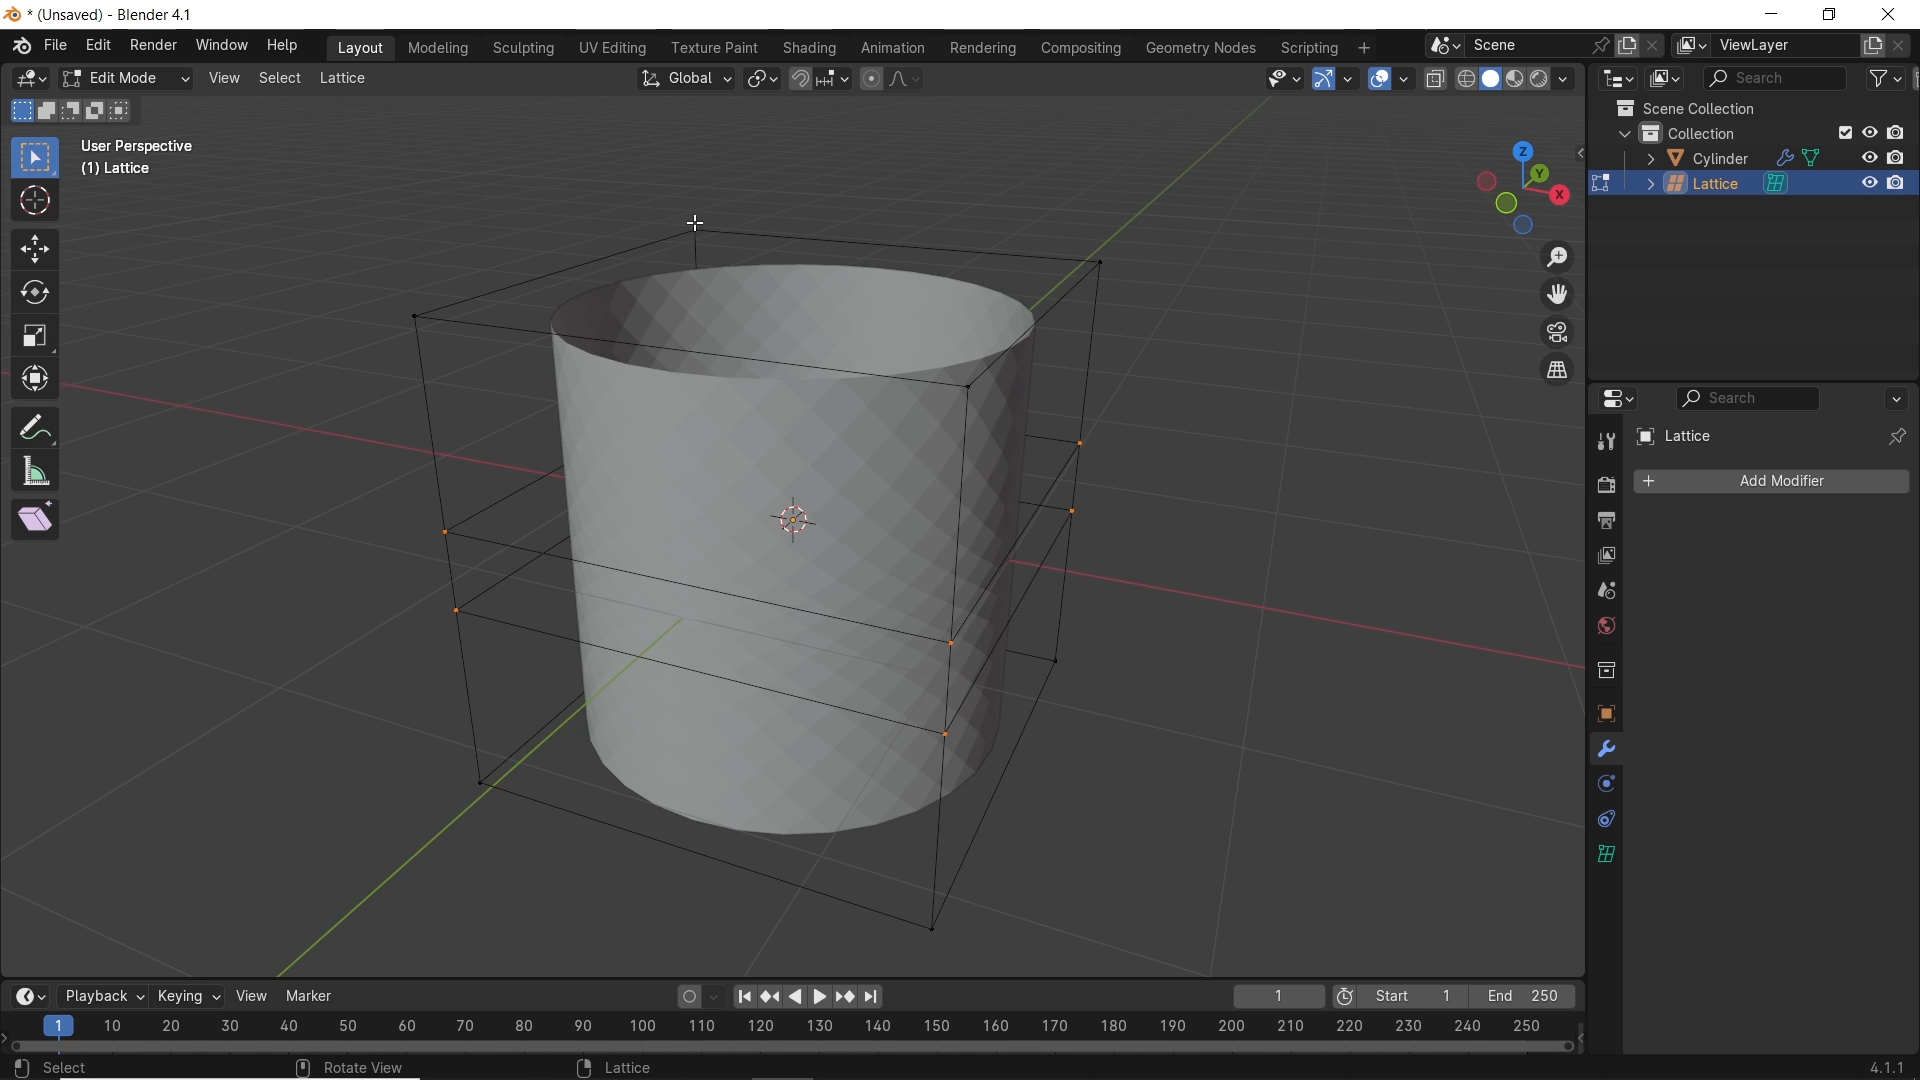 * (Unsaved) - Blender 4.1
File Edit Render Window Help Layout Modeling Sculpting UV Editing Texture Paint Shading Animation Rendering Compositing Geometry Nodes Scripting + Scene ViewLayer
Edit Mode View Select Lattice Global Search
User Perspective
(1) Lattice
Z
Y
X
Scene Collection
Collection
Cylinder
Lattice
Search
Lattice
+ Add Modifier
Playback Keying View Marker 1 Start 1 End 250
1 10 20 30 40 50 60 70 80 90 100 110 120 130 140 150 160 170 180 190 200 210 220 230 240 250
Select Rotate View Lattice 4.1.1